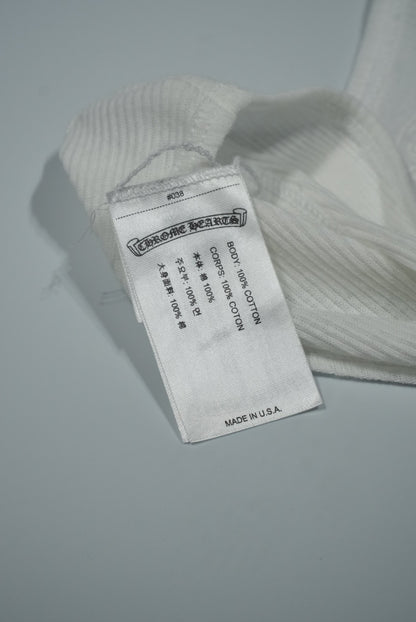 #038
CHROME HEARTS
BODY: 100% COTTON
CORPS: 100% COTON
本体: 棉 100%
주요부: 100% 면
大身面料: 100% 棉
MADE IN U.S.A.